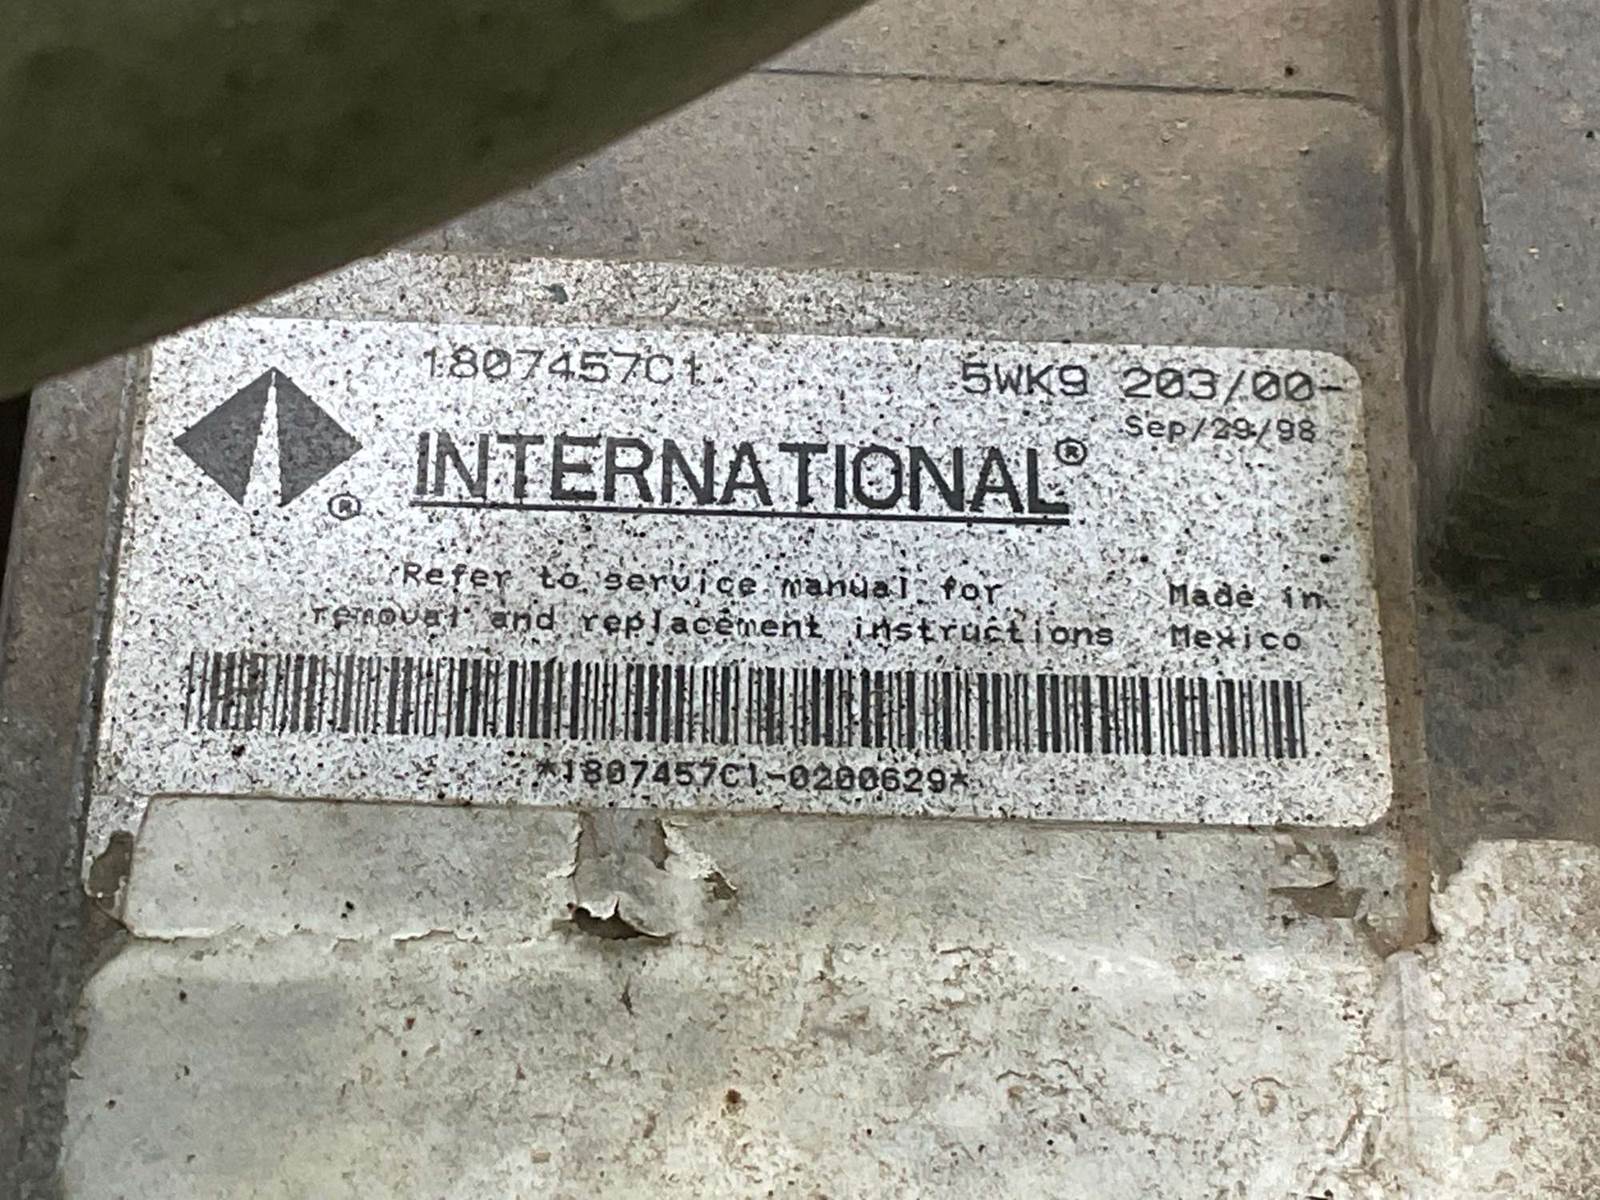 1807457C1
5WK9 203/00-
Sep/29/98
INTERNATIONAL®
®
Refer to service manual for
removal and replacement instructions
Made in
Mexico
*1807457C1-0200629*